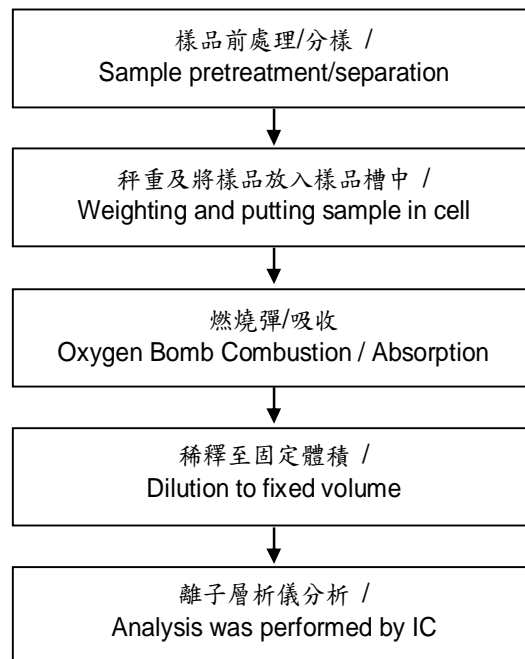 樣品前處理/分樣 /
Sample pretreatment/separation
秤重及將樣品放入樣品槽中 /
Weighting and putting sample in cell
燃燒彈/吸收
Oxygen Bomb Combustion / Absorption
稀釋至固定體積 /
Dilution to fixed volume
離子層析儀分析 /
Analysis was performed by IC